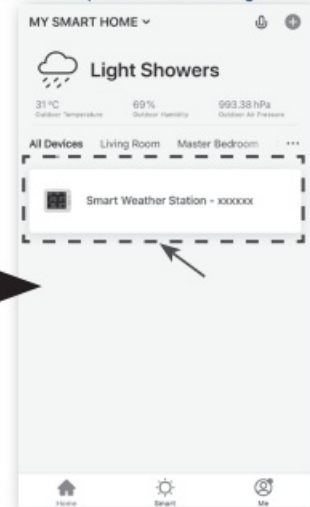 MY SMART HOME
Light Showers
31 °C 69% 993.38 hPa
Outdoor Temperature Outdoor Humidity Outdoor Air Pressure
All Devices Living Room Master Bedroom ...
Smart Weather Station - xxxxxx
Home Smart Me